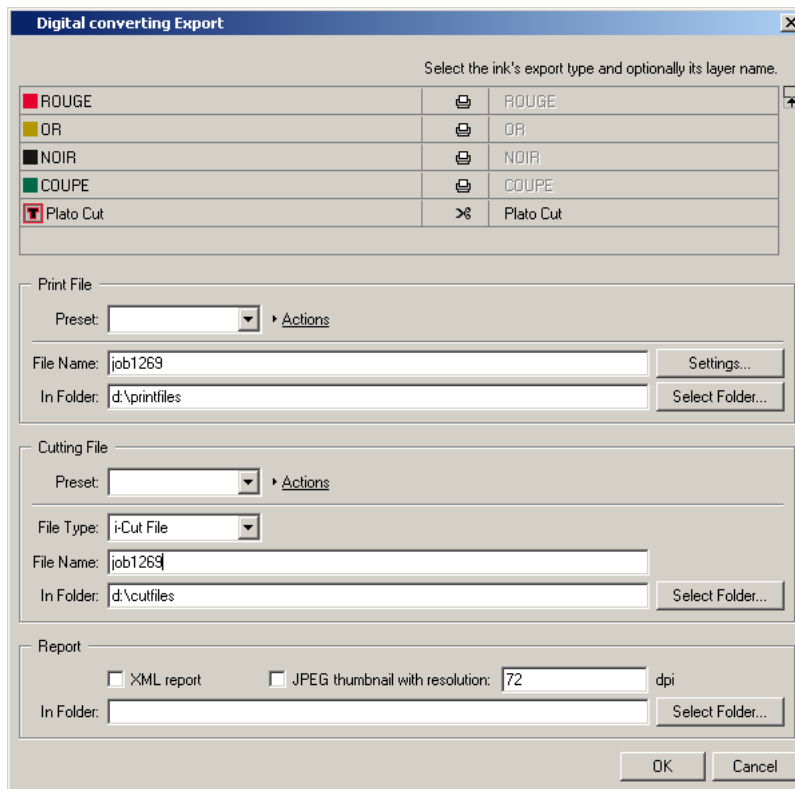 Digital converting Export
Select the ink's export type and optionally its layer name.
ROUGE ROUGE
OR OR
NOIR NOIR
COUPE COUPE
T Plato Cut Plato Cut
Print File
Preset: Actions
File Name: job1269 Settings...
In Folder: d:\printfiles Select Folder...
Cutting File
Preset: Actions
File Type: i-Cut File
File Name: job1269
In Folder: d:\cutfiles Select Folder...
Report
XML report JPEG thumbnail with resolution: 72 dpi
In Folder: Select Folder...
OK Cancel